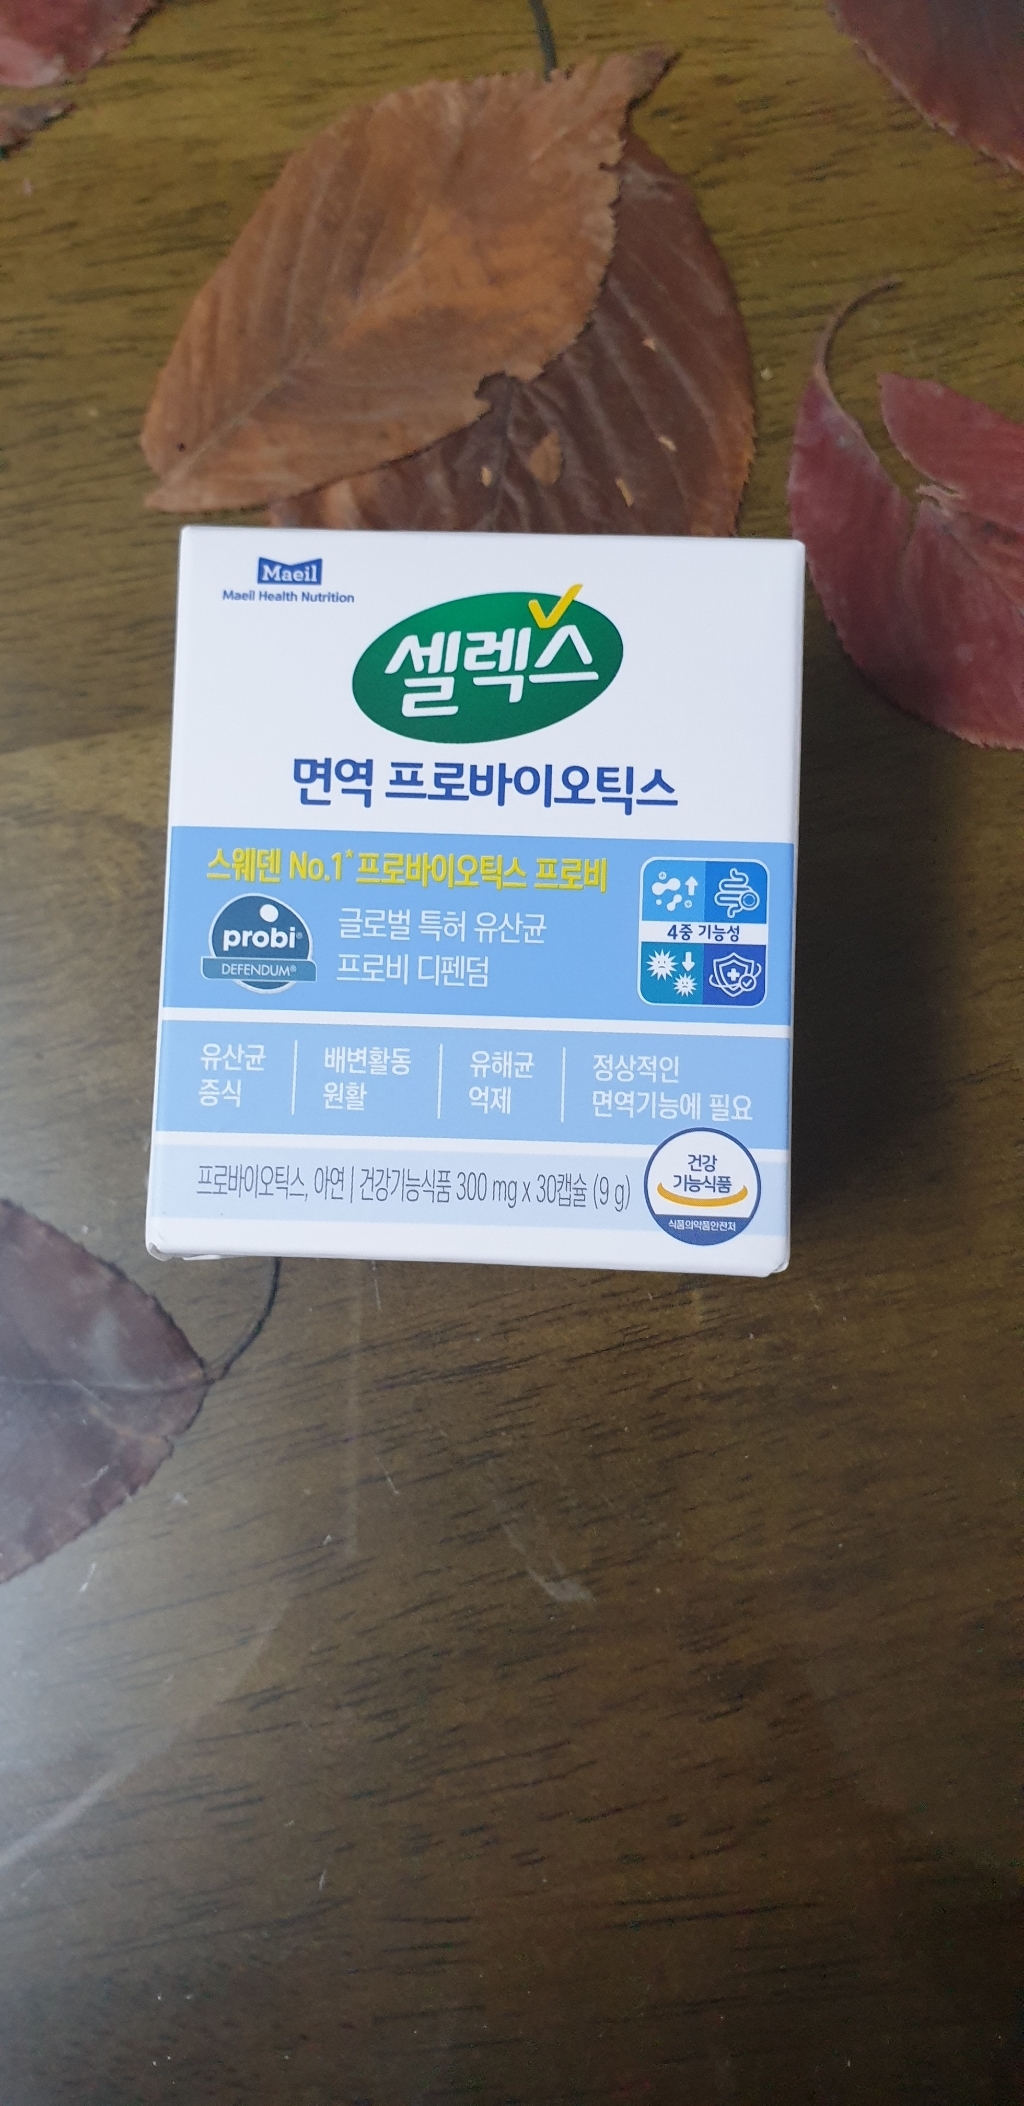 Maeil
Maeil Health Nutrition
셀렉스
면역 프로바이오틱스
스웨덴 No.1* 프로바이오틱스 프로비
probi®
DEFENDUM®
글로벌 특허 유산균
프로비 디펜덤
4중 기능성
유산균
증식
배변활동
원활
유해균
억제
정상적인
면역기능에 필요
프로바이오틱스, 아연 | 건강기능식품 300 mg x 30캡슐 (9 g)
건강
기능식품
식품의약품안전처